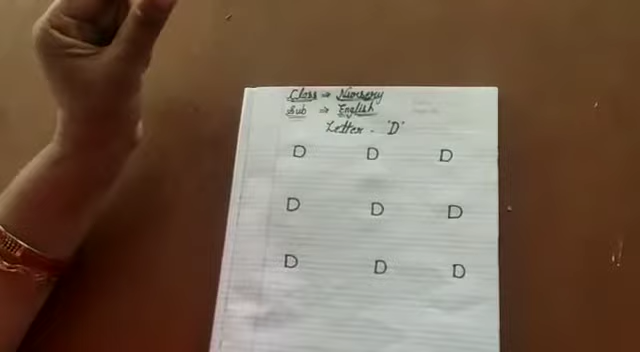 Class ⇒ Nursery
Sub ⇒ English
Letter - 'D'
D D D
D D D
D D D